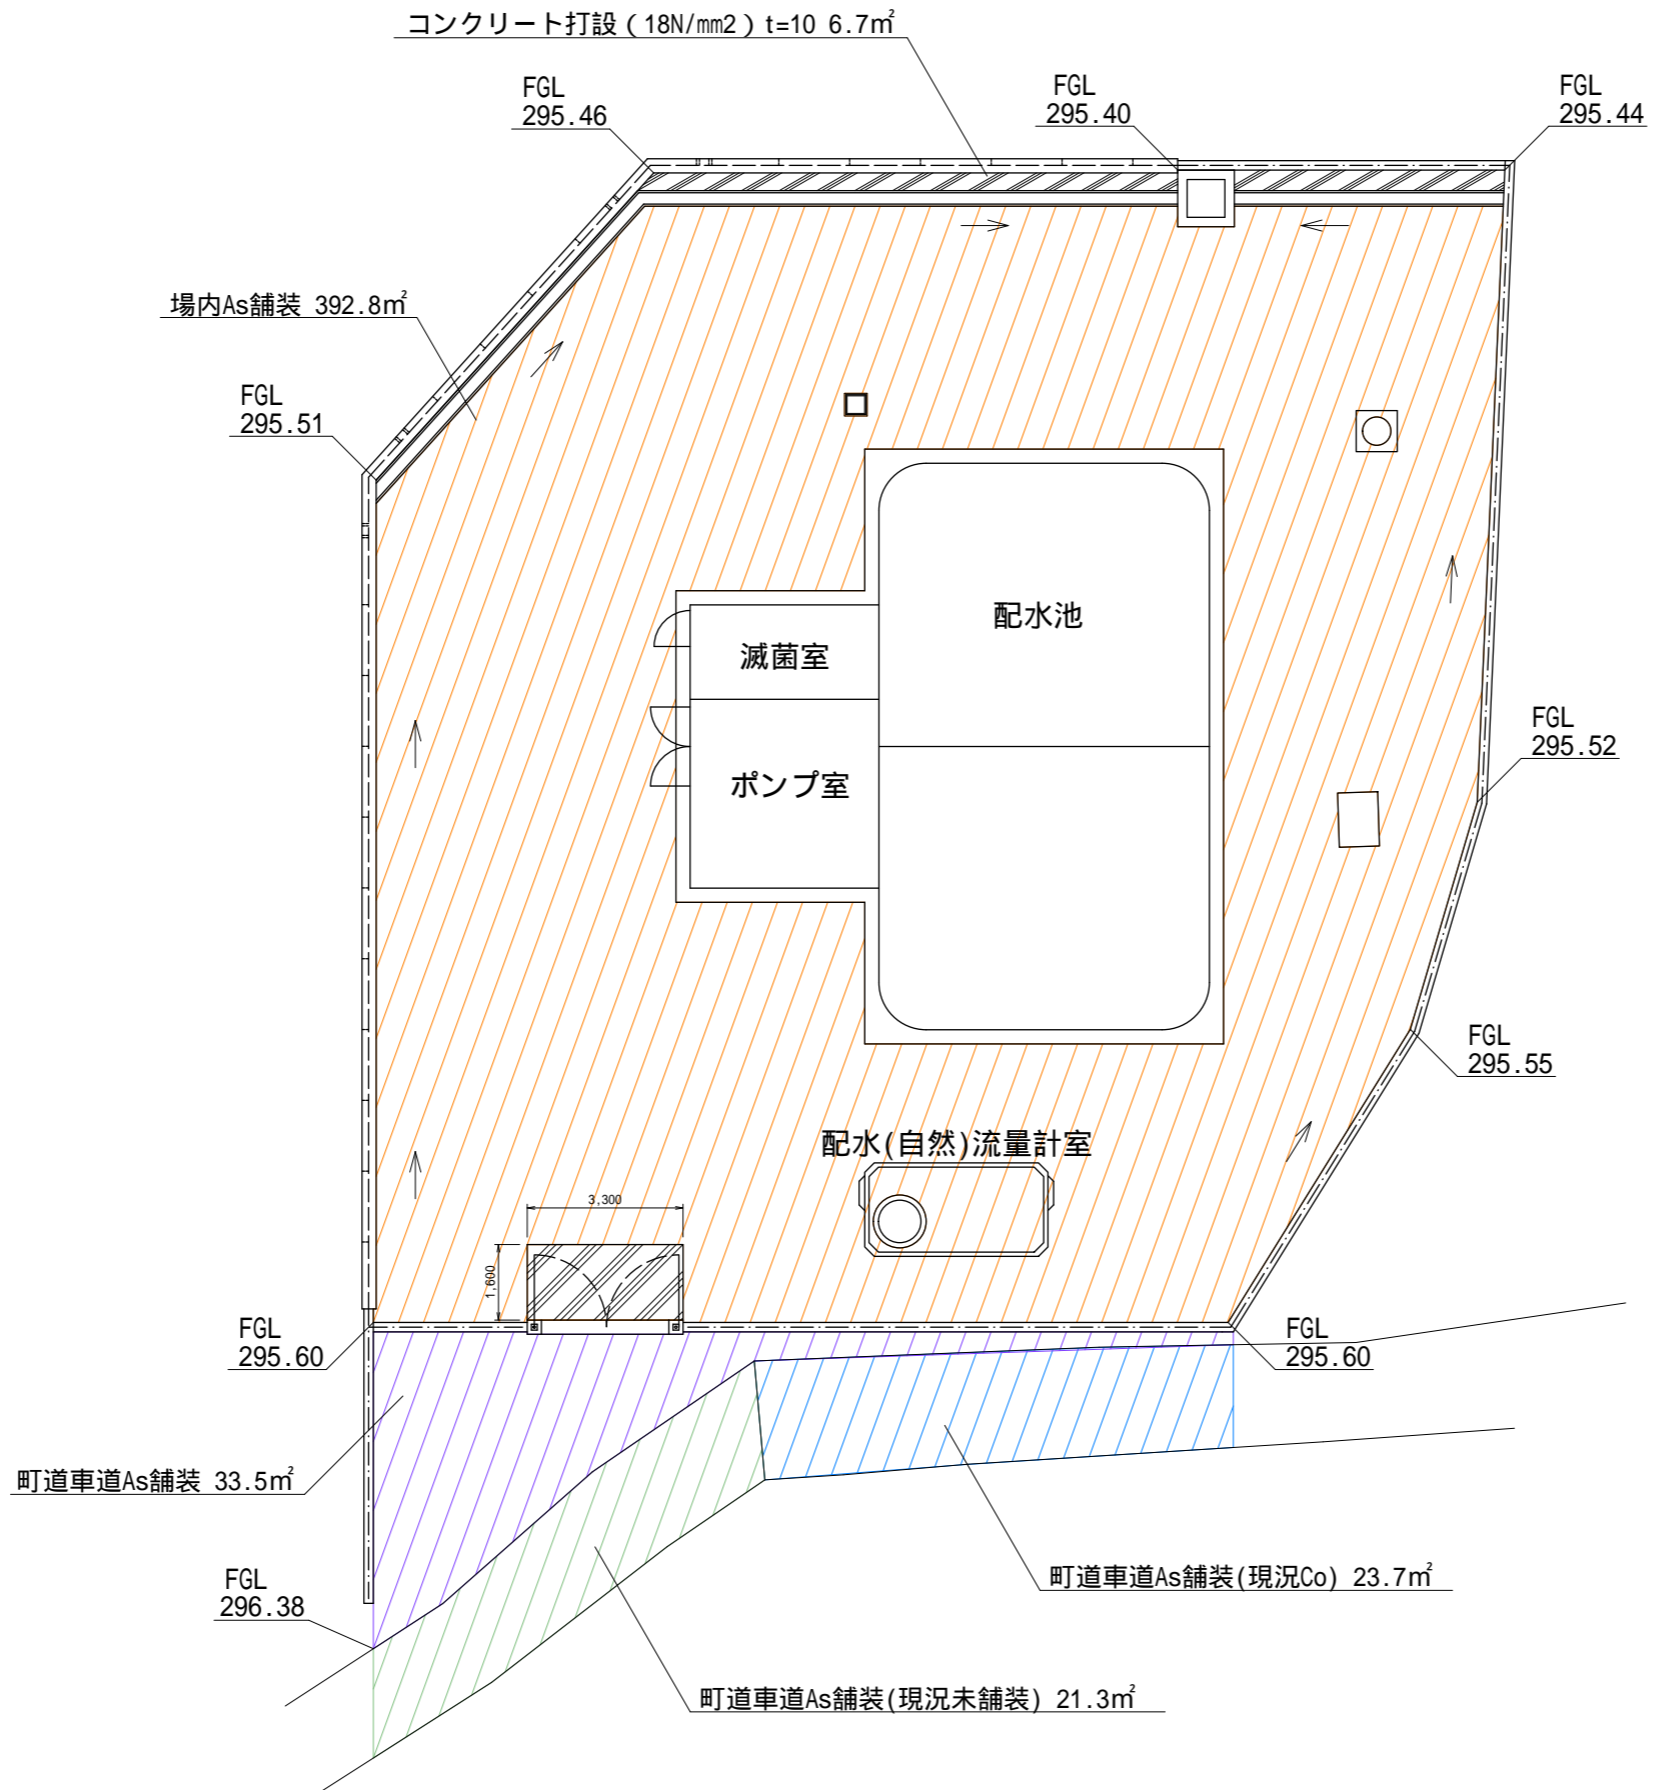 コンクリート打設（18N/mm2）t=10 6.7㎡
FGL
295.46
FGL
295.40
FGL
295.44
場内As舗装 392.8㎡
FGL
295.51
配水池
滅菌室
ポンプ室
FGL
295.52
FGL
295.55
配水(自然)流量計室
3,300
1,600
FGL
295.60
FGL
295.60
町道車道As舗装 33.5㎡
町道車道As舗装(現況Co) 23.7㎡
FGL
296.38
町道車道As舗装(現況未舗装) 21.3㎡